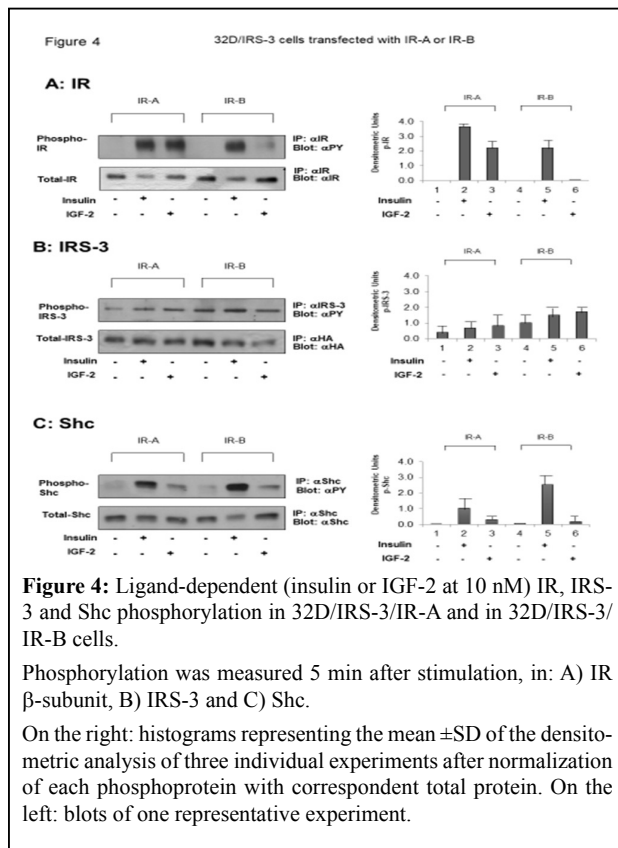 Figure 4
32D/IRS-3 cells transfected with IR-A or IR-B
A: IR
IR-A IR-B
Phospho-
IR
IP: αIR
Blot: αPY
Total-IR
IP: αIR
Blot: αIR
Insulin - + - - + -
IGF-2 - - + - - +
Densitometric Units
p-IR
IR-A IR-B
4.0
3.0
2.0
1.0
0.0
1 2 3 4 5 6
Insulin + +
IGF-2 + +
B: IRS-3
IR-A IR-B
Phospho-
IRS-3
IP: αIRS-3
Blot: αPY
Total-IRS-3
IP: αHA
Blot: αHA
Insulin - + - - + -
IGF-2 - - + - - +
Densitometric Units
p-IRS-3
IR-A IR-B
4.0
3.0
2.0
1.0
0.0
1 2 3 4 5 6
Insulin + +
IGF-2 + +
C: Shc
IR-A IR-B
Phospho-
Shc
IP: αShc
Blot: αPY
Total-Shc
IP: αShc
Blot: αShc
Insulin - + - - + -
IGF-2 - - + - - +
Densitometric Units
p-Shc
IR-A IR-B
4.0
3.0
2.0
1.0
0.0
1 2 3 4 5 6
Insulin + +
IGF-2 + +
Figure 4: Ligand-dependent (insulin or IGF-2 at 10 nM) IR, IRS-
3 and Shc phosphorylation in 32D/IRS-3/IR-A and in 32D/IRS-3/
IR-B cells.
Phosphorylation was measured 5 min after stimulation, in: A) IR
β-subunit, B) IRS-3 and C) Shc.
On the right: histograms representing the mean ±SD of the densito-
metric analysis of three individual experiments after normalization
of each phosphoprotein with correspondent total protein. On the
left: blots of one representative experiment.